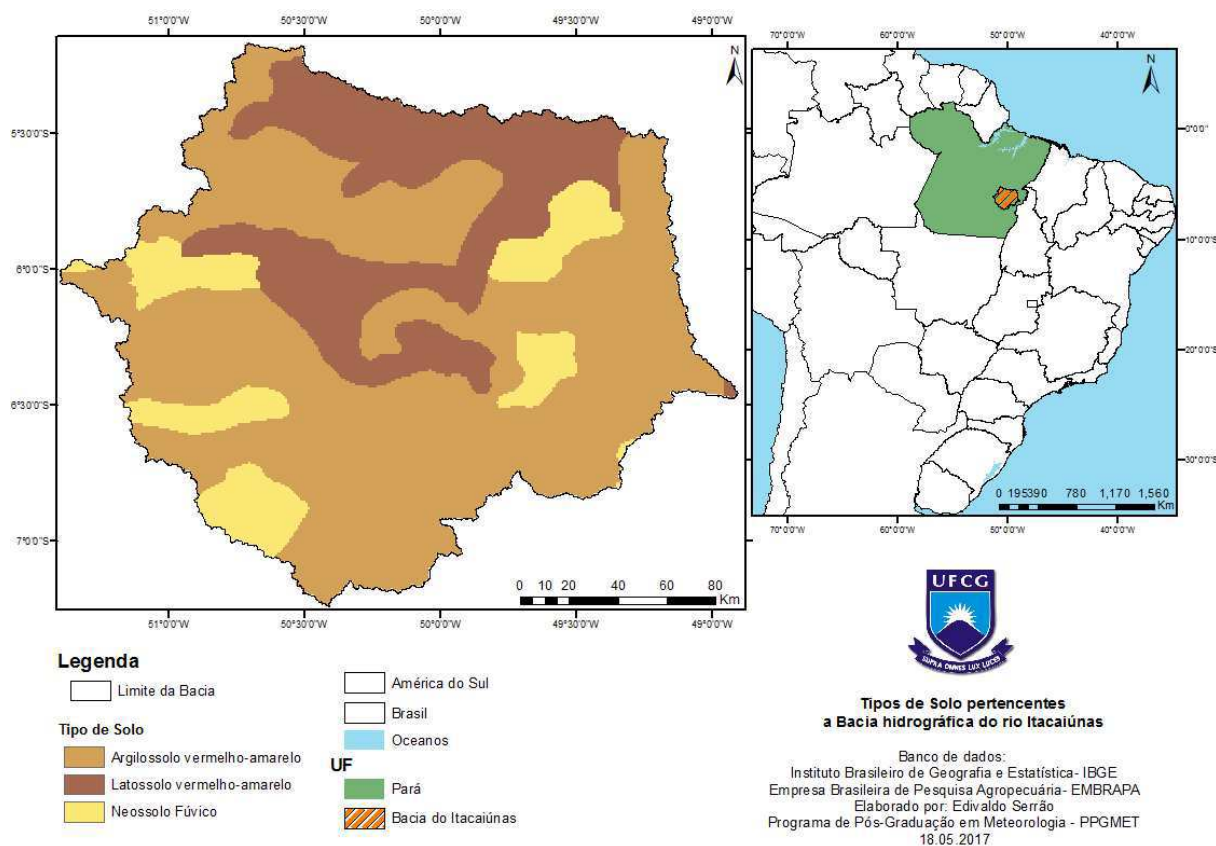 51°0'0"W 50°30'0"W 50°0'0"W 49°30'0"W 49°0'0"W
N
6°30'0"S
6°0'0"S
6°30'0"S
7°0'0"S
0 10 20 40 60 80
Km
51°0'0"W 50°30'0"W 50°0'0"W 49°30'0"W 49°0'0"W
70°0'0"W 60°0'0"W 50°0'0"W 40°0'0"W
N
0°0'0"
10°0'0"S
20°0'0"S
30°0'0"S
0 195390 780 1,170 1,560
Km
70°0'0"W 60°0'0"W 50°0'0"W 40°0'0"W
Legenda
Limite da Bacia
Tipo de Solo
Argilossolo vermelho-amarelo
Latossolo vermelho-amarelo
Neossolo Fúvico
América do Sul
Brasil
Oceanos
UF
Pará
Bacia do Itacaiúnas
UFCG
SUPRA OMNES LUX LUCES
Tipos de Solo pertencentes
a Bacia hidrográfica do rio Itacaiúnas
Banco de dados:
Instituto Brasileiro de Geografia e Estatística- IBGE
Empresa Brasileira de Pesquisa Agropecuária- EMBRAPA
Elaborado por: Edivaldo Serrão
Programa de Pós-Graduação em Meteorologia - PPGMET
18.05.2017